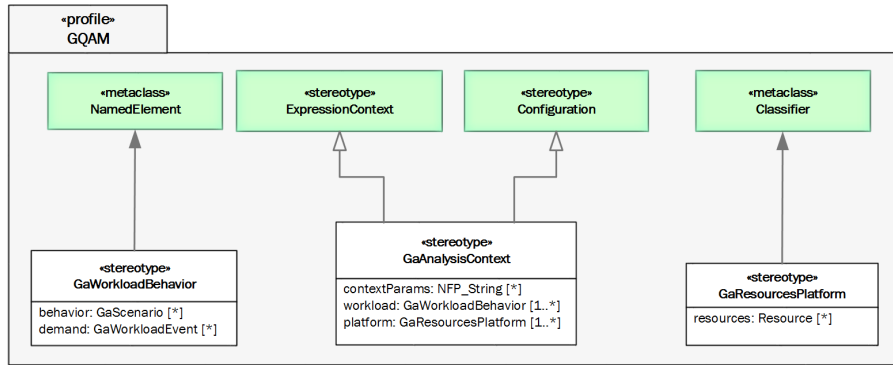 «profile»
GQAM
«metaclass»
NamedElement
«stereotype»
ExpressionContext
«stereotype»
Configuration
«metaclass»
Classifier
«stereotype»
GaWorkloadBehavior
behavior: GaScenario [*]
demand: GaWorkloadEvent [*]
«stereotype»
GaAnalysisContext
contextParams: NFP_String [*]
workload: GaWorkloadBehavior [1..*]
platform: GaResourcesPlatform [1..*]
«stereotype»
GaResourcesPlatform
resources: Resource [*]